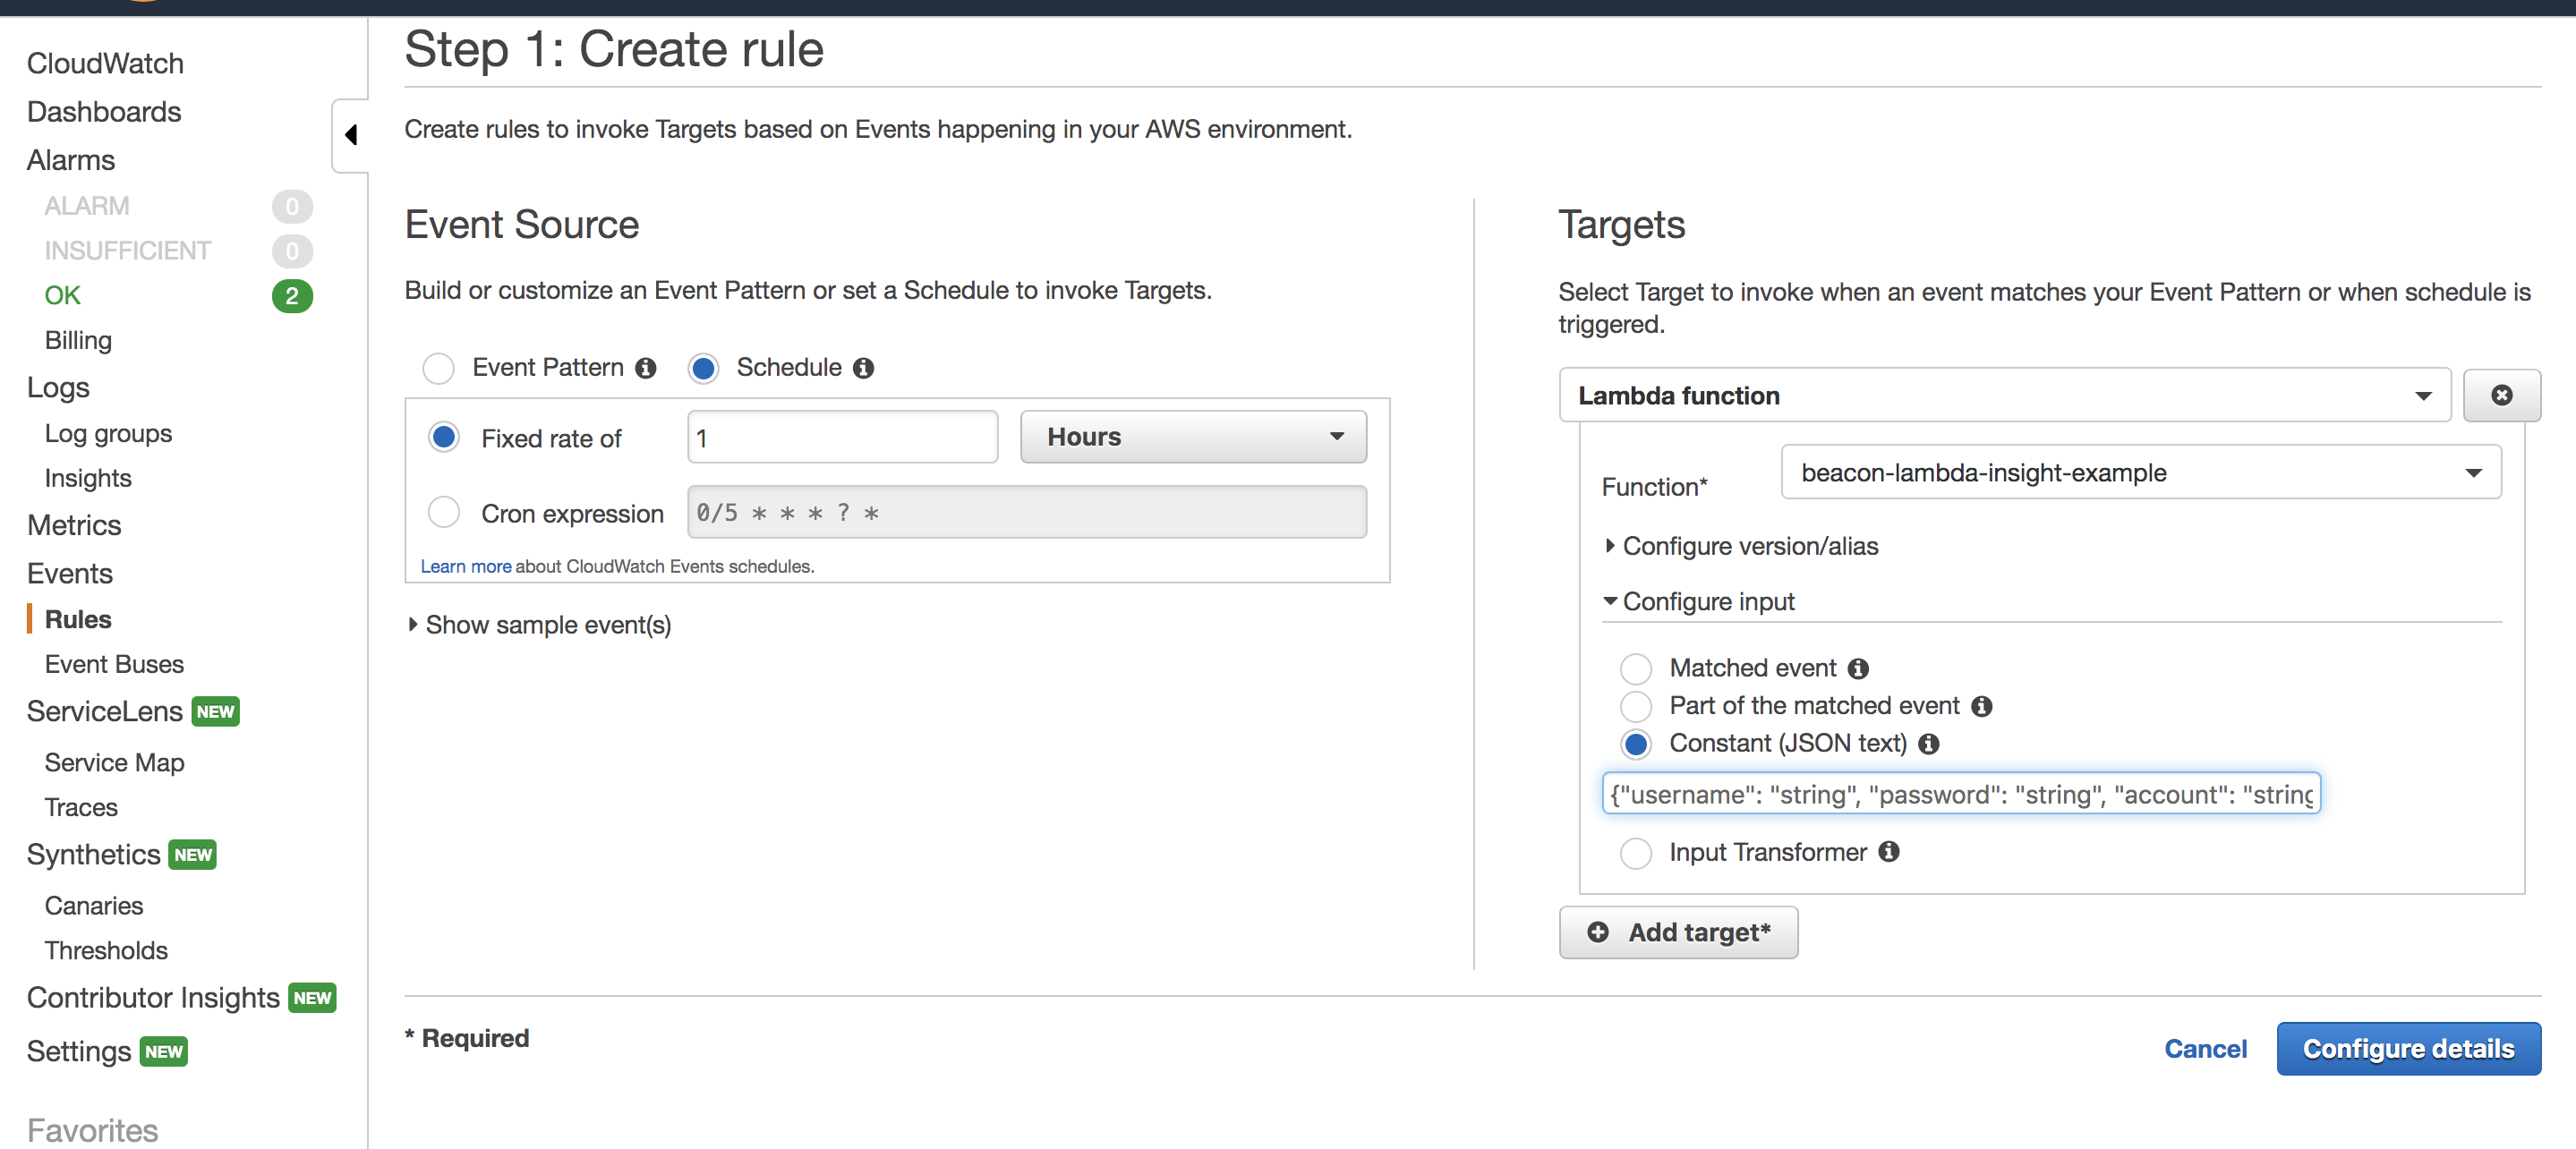 CloudWatch
Dashboards
Alarms
ALARM 0
INSUFFICIENT 0
OK 2
Billing
Logs
Log groups
Insights
Metrics
Events
Rules
Event Buses
ServiceLens NEW
Service Map
Traces
Synthetics NEW
Canaries
Thresholds
Contributor Insights NEW
Settings NEW
Favorites
Step 1: Create rule
Create rules to invoke Targets based on Events happening in your AWS environment.
Event Source
Build or customize an Event Pattern or set a Schedule to invoke Targets.
Event Pattern Schedule
Fixed rate of 1 Hours
Cron expression 0/5 * * * ? *
Learn more about CloudWatch Events schedules.
Show sample event(s)
Targets
Select Target to invoke when an event matches your Event Pattern or when schedule is
triggered.
Lambda function
Function* beacon-lambda-insight-example
Configure version/alias
Configure input
Matched event
Part of the matched event
Constant (JSON text)
{"username": "string", "password": "string", "account": "string
Input Transformer
Add target*
* Required
Cancel Configure details